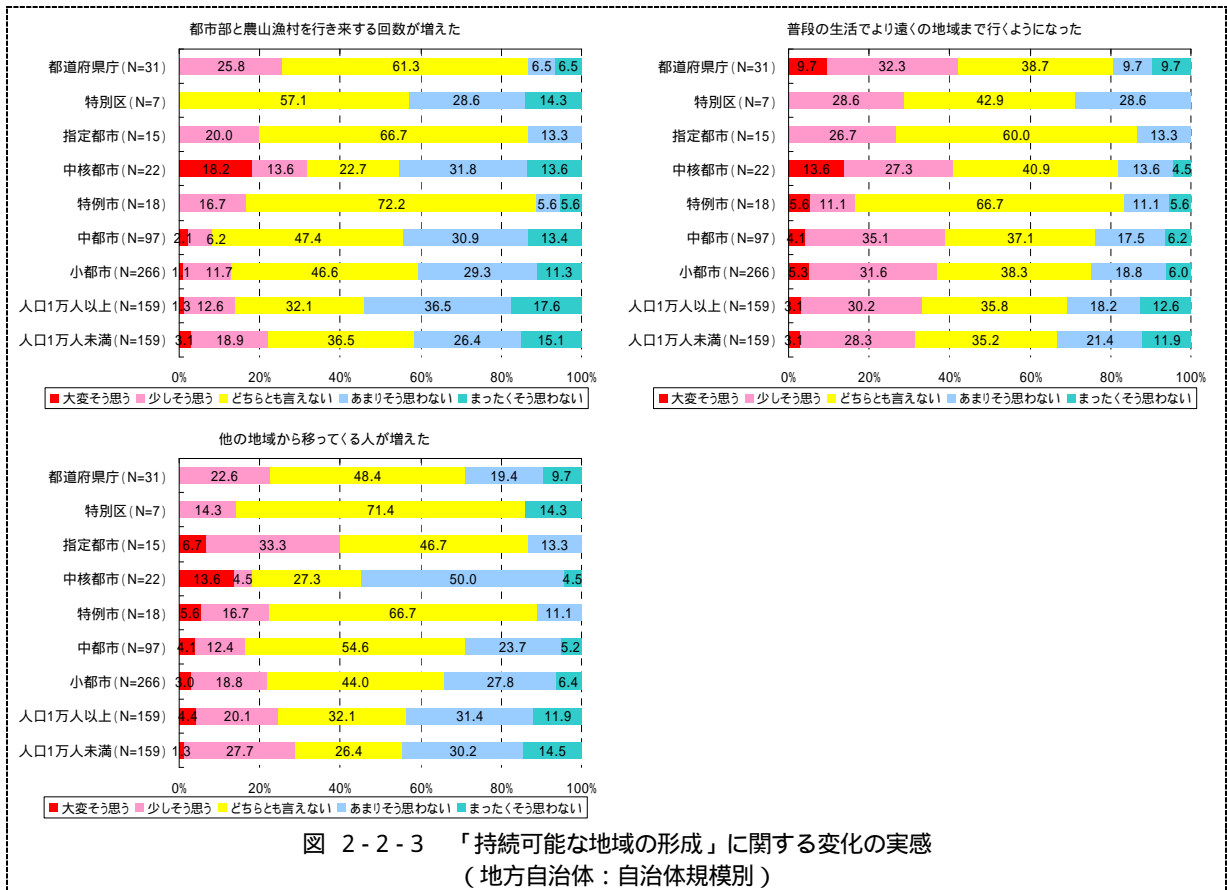 都市部と農山漁村を行き来する回数が増えた
都道府県庁(N=31) 25.8 61.3 6.5 6.5
特別区(N=7) 57.1 28.6 14.3
指定都市(N=15) 20.0 66.7 13.3
中核都市(N=22) 18.2 13.6 22.7 31.8 13.6
特例市(N=18) 16.7 72.2 5.6 5.6
中都市(N=97) 2.1 6.2 47.4 30.9 13.4
小都市(N=266) 1.1 11.7 46.6 29.3 11.3
人口1万人以上(N=159) 1.3 12.6 32.1 36.5 17.6
人口1万人未満(N=159) 3.1 18.9 36.5 26.4 15.1
0% 20% 40% 60% 80% 100%
大変そう思う 少しそう思う どちらとも言えない あまりそう思わない まったくそう思わない
普段の生活でより遠くの地域まで行くようになった
都道府県庁(N=31) 9.7 32.3 38.7 9.7 9.7
特別区(N=7) 28.6 42.9 28.6
指定都市(N=15) 26.7 60.0 13.3
中核都市(N=22) 13.6 27.3 40.9 13.6 4.5
特例市(N=18) 5.6 11.1 66.7 11.1 5.6
中都市(N=97) 4.1 35.1 37.1 17.5 6.2
小都市(N=266) 5.3 31.6 38.3 18.8 6.0
人口1万人以上(N=159) 3.1 30.2 35.8 18.2 12.6
人口1万人未満(N=159) 3.1 28.3 35.2 21.4 11.9
0% 20% 40% 60% 80% 100%
大変そう思う 少しそう思う どちらとも言えない あまりそう思わない まったくそう思わない
他の地域から移ってくる人が増えた
都道府県庁(N=31) 22.6 48.4 19.4 9.7
特別区(N=7) 14.3 71.4 14.3
指定都市(N=15) 6.7 33.3 46.7 13.3
中核都市(N=22) 13.6 4.5 27.3 50.0 4.5
特例市(N=18) 5.6 16.7 66.7 11.1
中都市(N=97) 4.1 12.4 54.6 23.7 5.2
小都市(N=266) 3.0 18.8 44.0 27.8 6.4
人口1万人以上(N=159) 4.4 20.1 32.1 31.4 11.9
人口1万人未満(N=159) 1.3 27.7 26.4 30.2 14.5
0% 20% 40% 60% 80% 100%
大変そう思う 少しそう思う どちらとも言えない あまりそう思わない まったくそう思わない
図 2-2-3 「持続可能な地域の形成」に関する変化の実感
(地方自治体：自治体規模別)